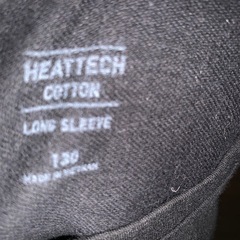 HEATTECH
COTTON
LONG SLEEVE
130
MADE IN VIETNAM